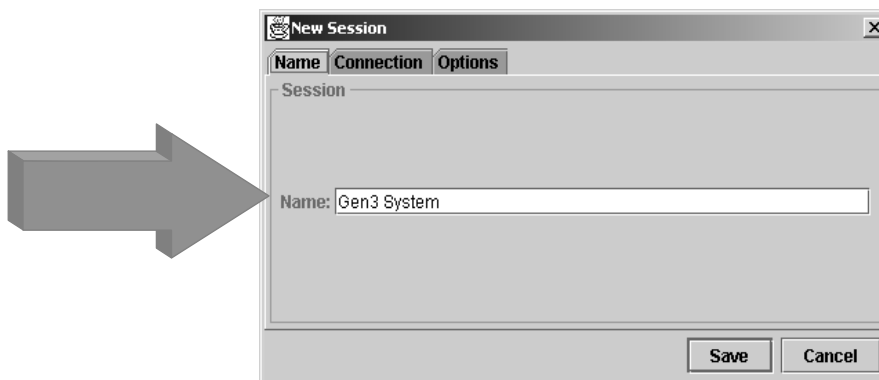 New Session
Name Connection Options
Session
Name: Gen3 System
Save Cancel